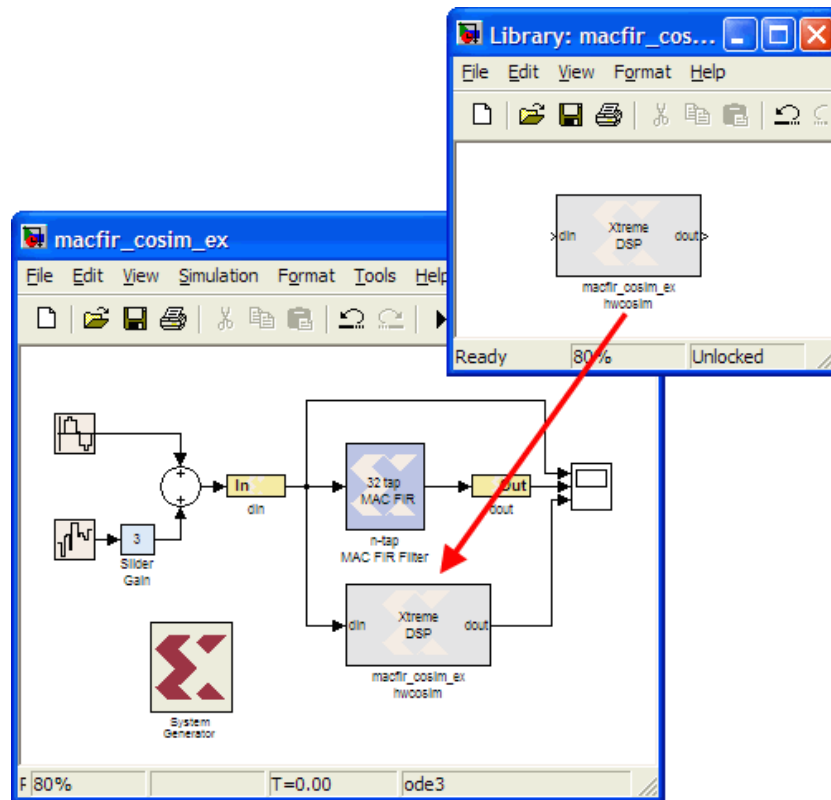 Library: macfir_cos...
File Edit View Format Help
din
Xtreme
DSP
dout
macfir_cosim_ex
hwcosim
Ready 80% Unlocked
macfir_cosim_ex
File Edit View Simulation Format Tools Help
In
din
32 tap
MAC FIR
n-tap
MAC FIR Filter
Out
dout
3
Slider
Gain
din
Xtreme
DSP
dout
macfir_cosim_ex
hwcosim
System
Generator
F 80% T=0.00 ode3